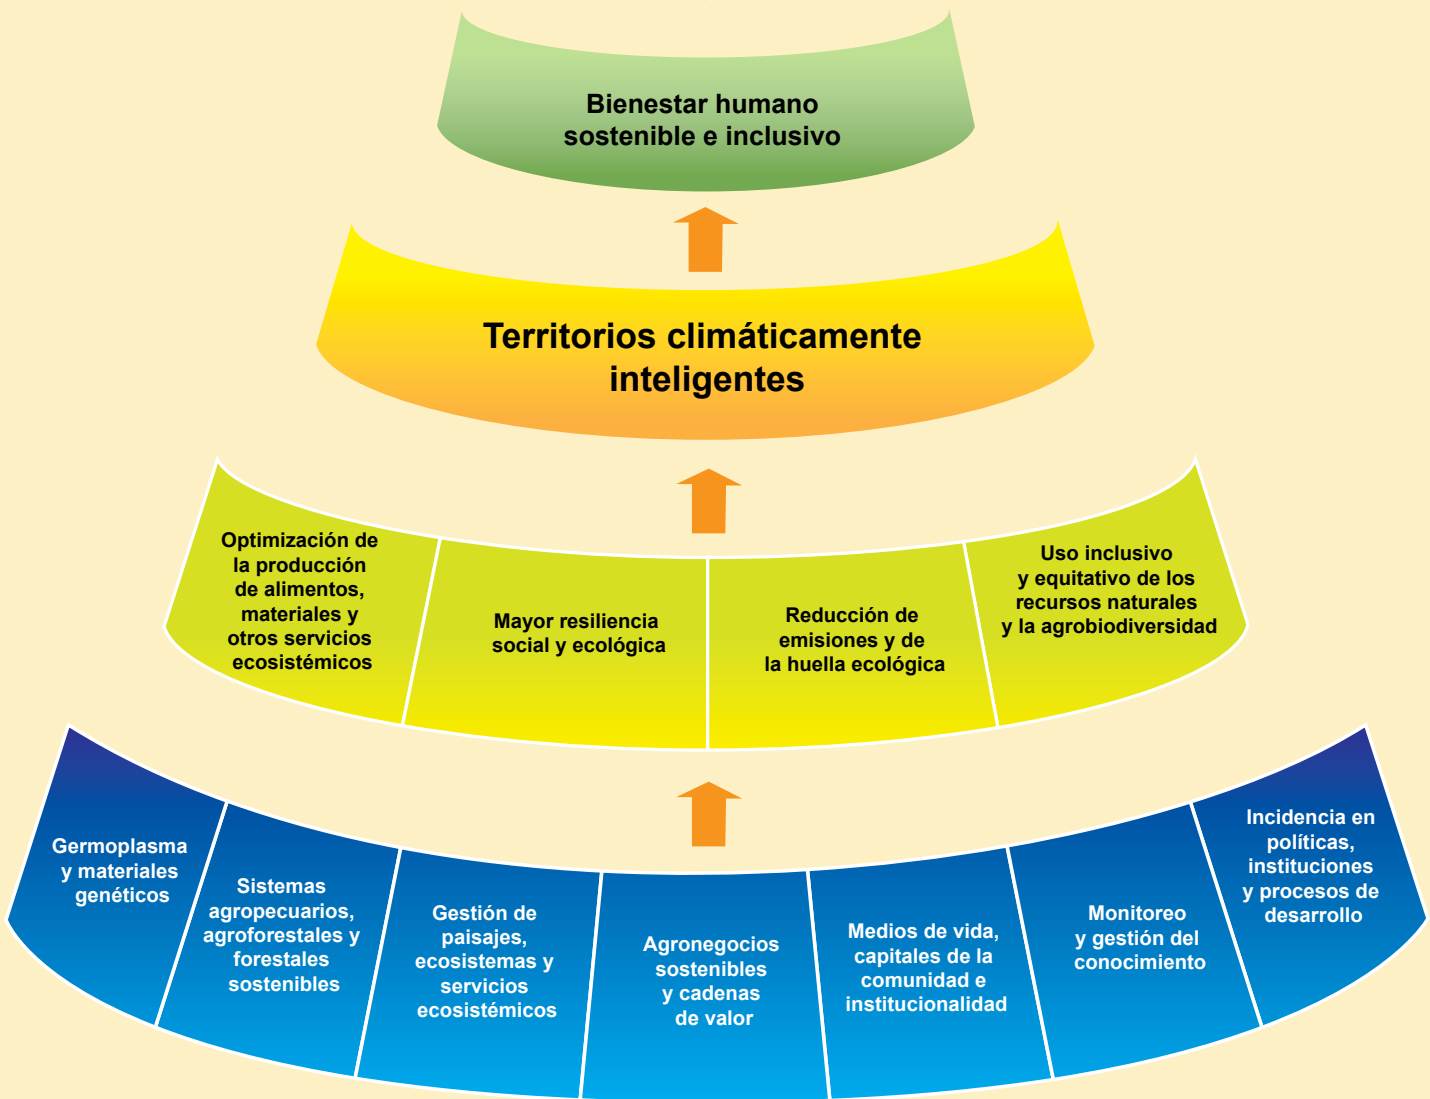 Bienestar humano
sostenible e inclusivo
Territorios climáticamente
inteligentes
Optimización de
la producción
de alimentos,
materiales y
otros servicios
ecosistémicos
Mayor resiliencia
social y ecológica
Reducción de
emisiones y de
la huella ecológica
Uso inclusivo
y equitativo de los
recursos naturales
y la agrobiodiversidad
Germoplasma
y materiales
genéticos
Sistemas
agropecuarios,
agroforestales y
forestales
sostenibles
Gestión de
paisajes,
ecosistemas y
servicios
ecosistémicos
Agronegocios
sostenibles
y cadenas
de valor
Medios de vida,
capitales de la
comunidad e
institucionalidad
Monitoreo
y gestión del
conocimiento
Incidencia en
políticas,
instituciones
y procesos de
desarrollo